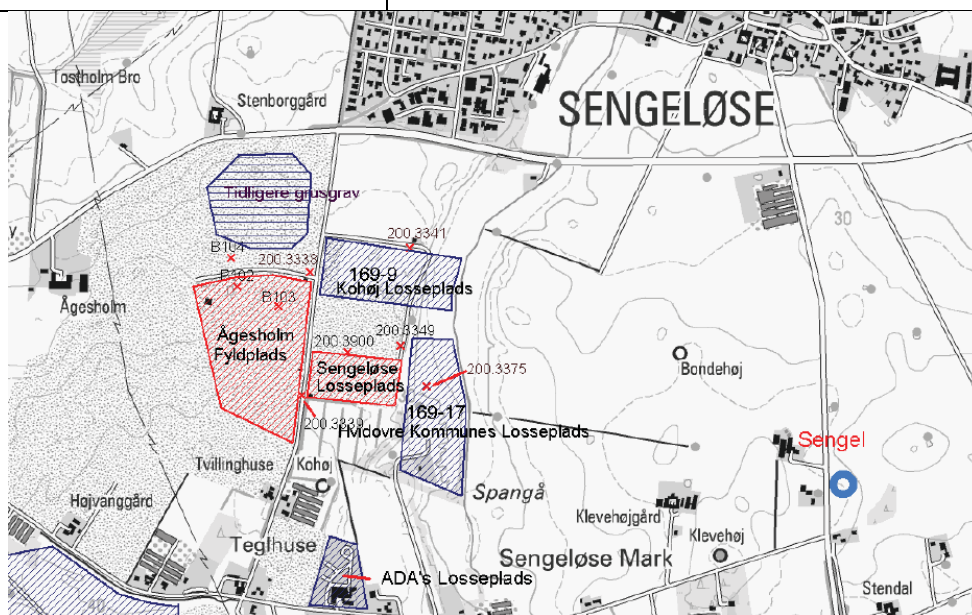 Tostholm Bro
Stenborggård
SENGELØSE
Tidligere grusgrav
30
200.3341
B104
200.3338
169-9
Kohøj Losseplads
B102
B103
Ågesholm
Ågesholm
Fyldplads
200.3900
200.3349
Sengeløse
Losseplads
200.3375
Bondehøj
169-17
200.3339
Hvidovre Kommunes Losseplads
Sengel
Tvillinghuse
Kohøj
Spangå
Højvanggård
Klevehøjgård
Klevehøj
Teglhuse
Sengeløse Mark
ADA's Losseplads
40
Stendal